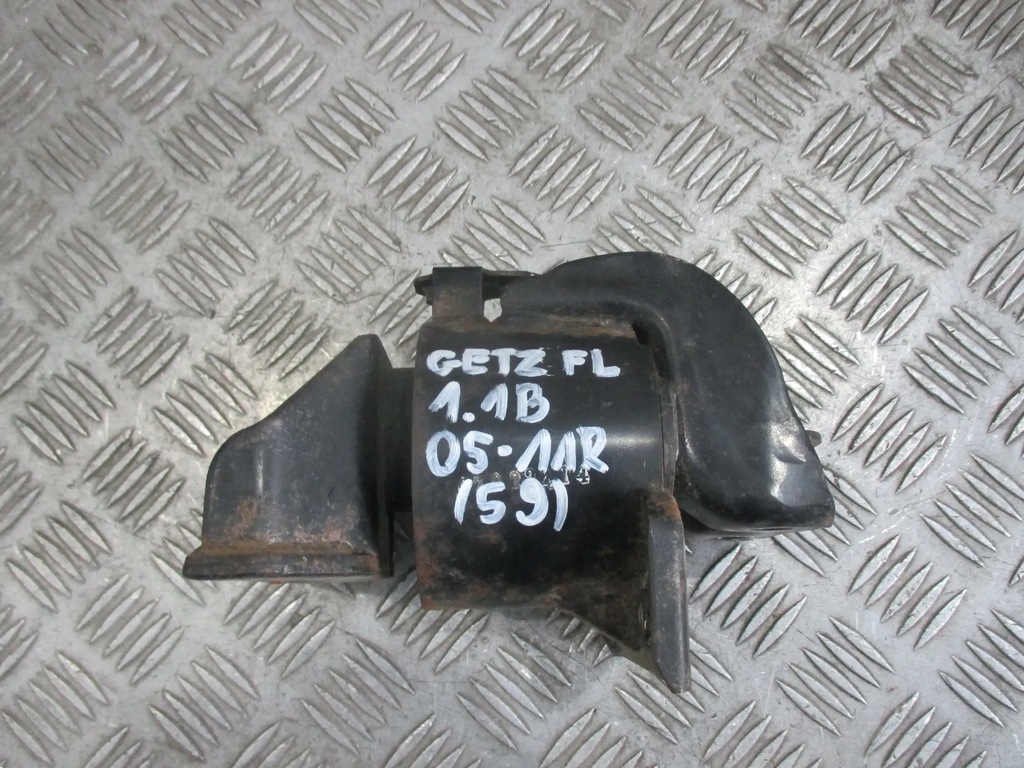 GETZ FL
1.1B
05-11R
(59)